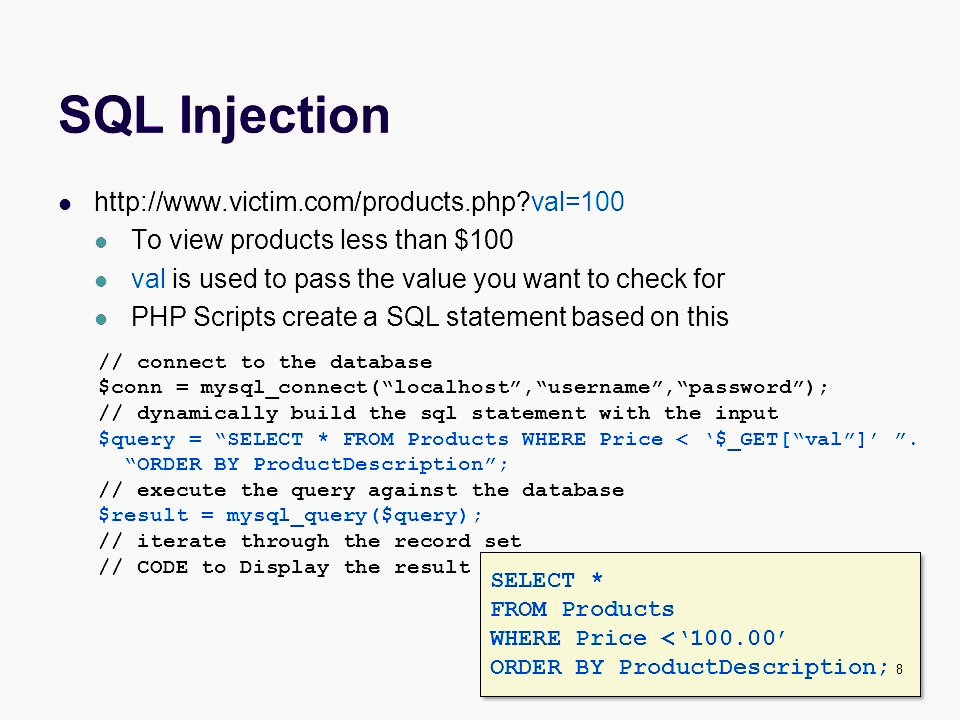 SQL Injection
http://www.victim.com/products.php?val=100
To view products less than $100
val is used to pass the value you want to check for
PHP Scripts create a SQL statement based on this
// connect to the database
$conn = mysql_connect(“localhost”,“username”,“password”);
// dynamically build the sql statement with the input
$query = “SELECT * FROM Products WHERE Price < ‘$_GET[“val”]’ ”.
“ORDER BY ProductDescription”;
// execute the query against the database
$result = mysql_query($query);
// iterate through the record set
// CODE to Display the result
SELECT *
FROM Products
WHERE Price <‘100.00’
ORDER BY ProductDescription;
8